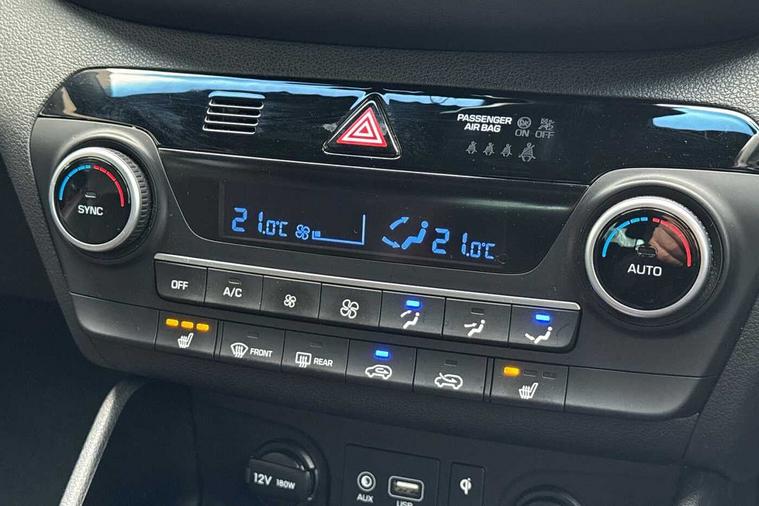 PASSENGER
AIR BAG
ON OFF
SYNC
21.0°C
21.0°C
AUTO
OFF
A/C
FRONT
REAR
12V 180W
AUX
USB